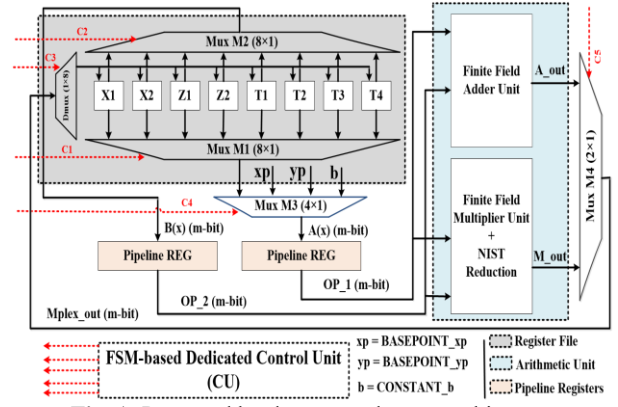 C2
Mux M2 (8×1)
C3
Dmux (1×8)
X1
X2
Z1
Z2
T1
T2
T3
T4
Mux M1 (8×1)
C1
xp
yp
b
C4
Mux M3 (4×1)
B(x) (m-bit)
A(x) (m-bit)
Pipeline REG
Pipeline REG
OP_1 (m-bit)
OP_2 (m-bit)
Mplex_out (m-bit)
Finite Field
Adder Unit
A_out
Finite Field
Multiplier Unit
+
NIST
Reduction
M_out
C5
Mux M4 (2×1)
FSM-based Dedicated Control Unit
(CU)
xp = BASEPOINT_xp
yp = BASEPOINT_yp
b = CONSTANT_b
Register File
Arithmetic Unit
Pipeline Registers